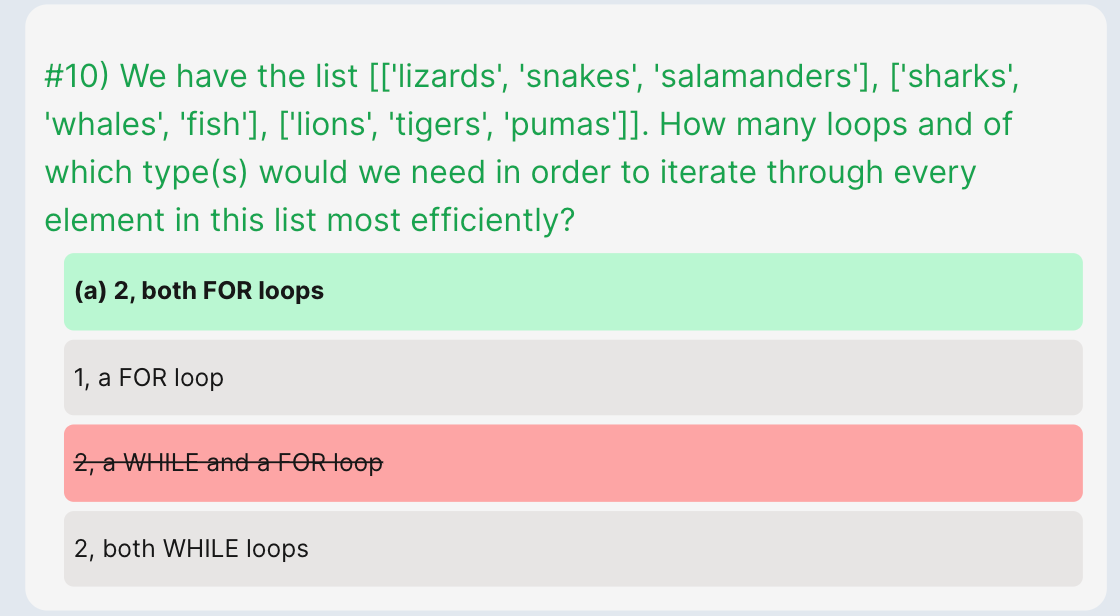 #10) We have the list [['lizards', 'snakes', 'salamanders'], ['sharks',
'whales', 'fish'], ['lions', 'tigers', 'pumas']]. How many loops and of
which type(s) would we need in order to iterate through every
element in this list most efficiently?
(a) 2, both FOR loops
1, a FOR loop
2, a WHILE and a FOR loop
2, both WHILE loops